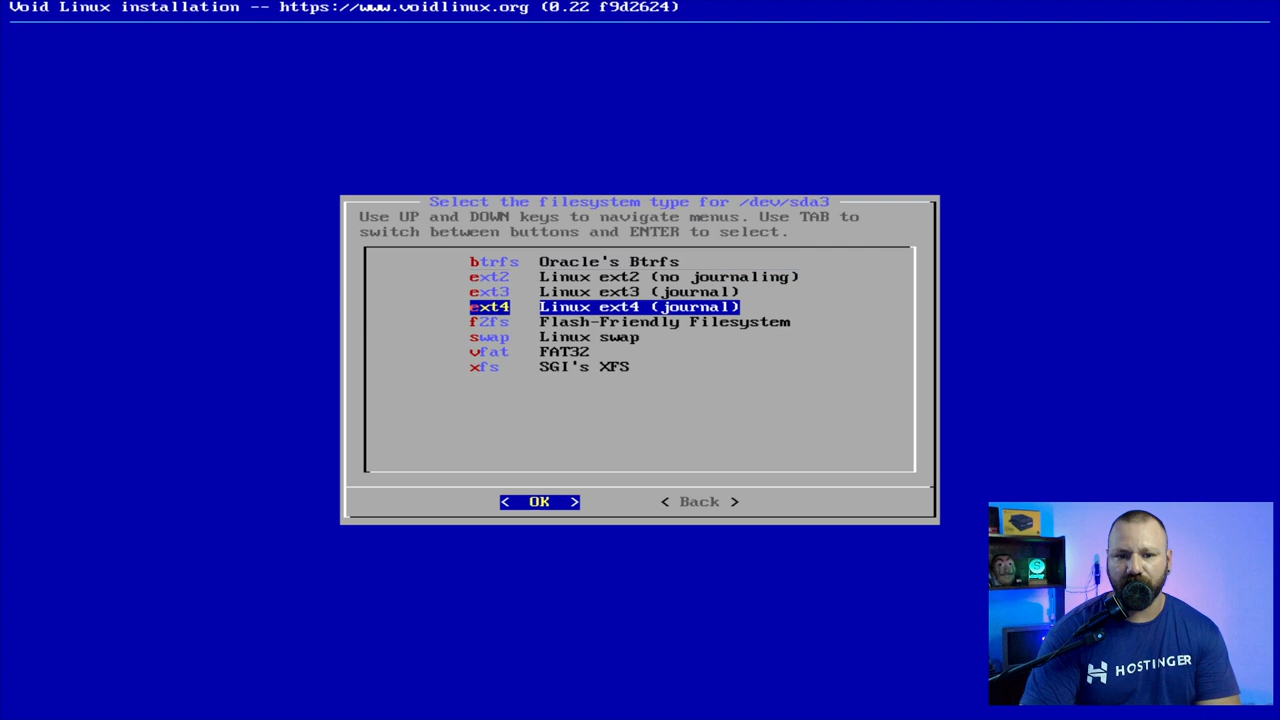 Void Linux installation -- https://www.voidlinux.org (0.22 f9d2624)
Select the filesystem type for /dev/sda3
Use UP and DOWN keys to navigate menus. Use TAB to
switch between buttons and ENTER to select.
btrfs Oracle's Btrfs
ext2 Linux ext2 (no journaling)
ext3 Linux ext3 (journal)
ext4 Linux ext4 (journal)
f2fs Flash-Friendly Filesystem
swap Linux swap
vfat FAT32
xfs SGI's XFS
< OK > < Back >
HOSTINGER